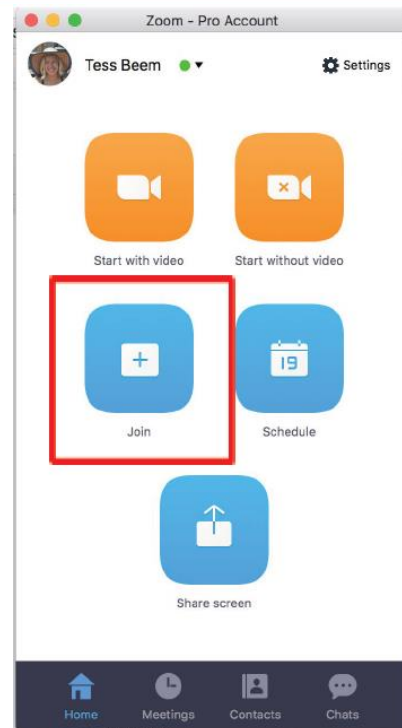 Zoom - Pro Account
Tess Beem
Settings
Start with video
Start without video
Join
19
Schedule
Share screen
Home
Meetings
Contacts
Chats